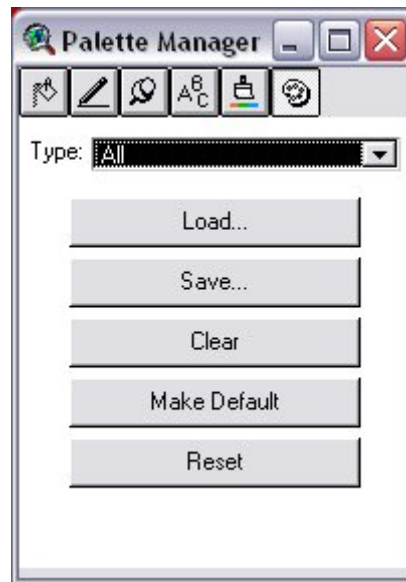 Palette Manager
A B C
Type: All
Load...
Save...
Clear
Make Default
Reset